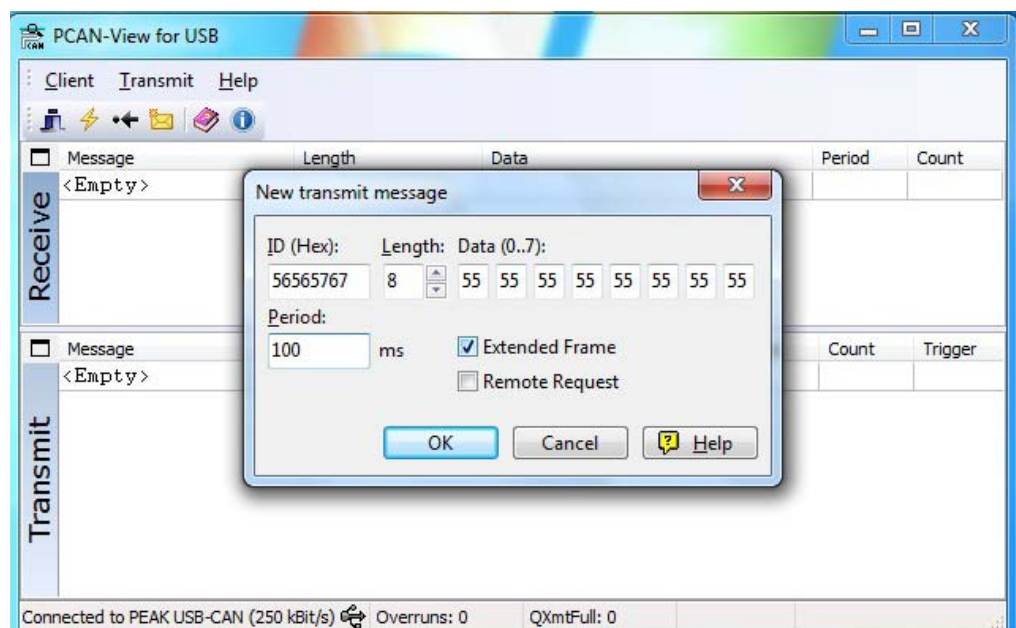 PCAN-View for USB
Client Transmit Help
Message Length Data Period Count
<Empty>
Receive
New transmit message
ID (Hex): Length: Data (0..7):
56565767 8 55 55 55 55 55 55 55 55
Period:
100 ms Extended Frame
Remote Request
OK Cancel Help
Message Count Trigger
<Empty>
Transmit
Connected to PEAK USB-CAN (250 kBit/s) Overruns: 0 QXmtFull: 0